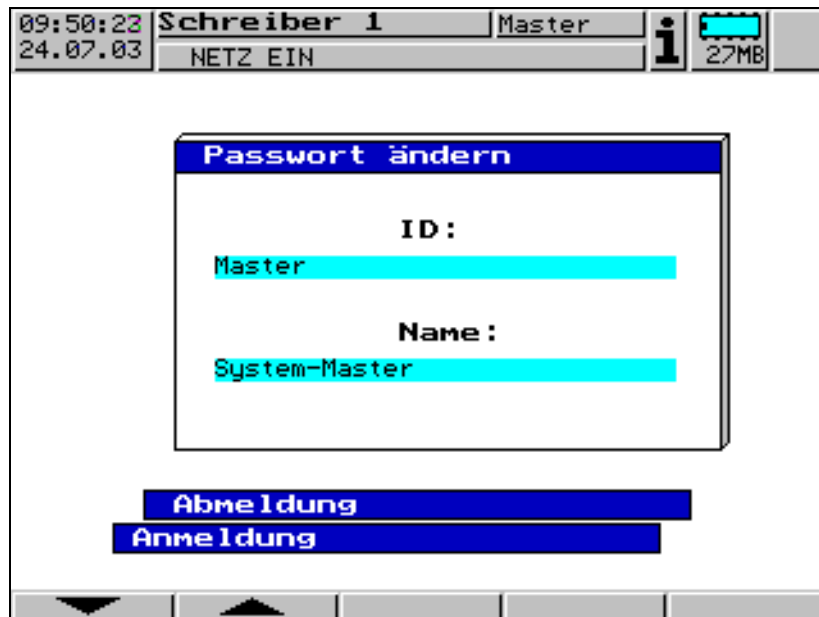 09:50:23 Schreiber 1 Master i
24.07.03 NETZ EIN 27MB
Passwort ändern
ID:
Master
Name:
System-Master
Abmeldung
Anmeldung